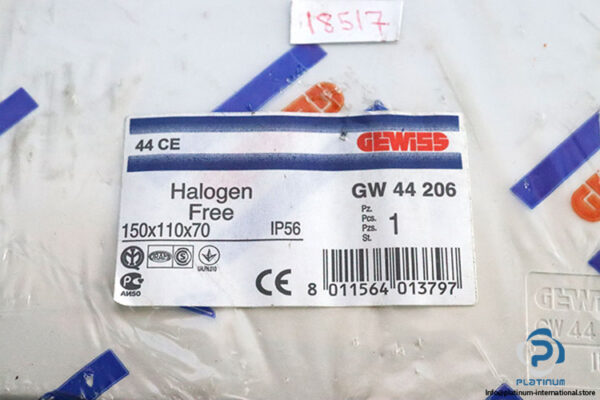 18517
44 CE
GEWISS
Halogen
Free
GW 44 206
150x110x70
IP56
Pz.
Pcs.
Pzs.
St.
1
CE
8 011564 013797
GEWISS
GW 44
PLATINUM
INTERNATIONAL
Info@platinum-international.store